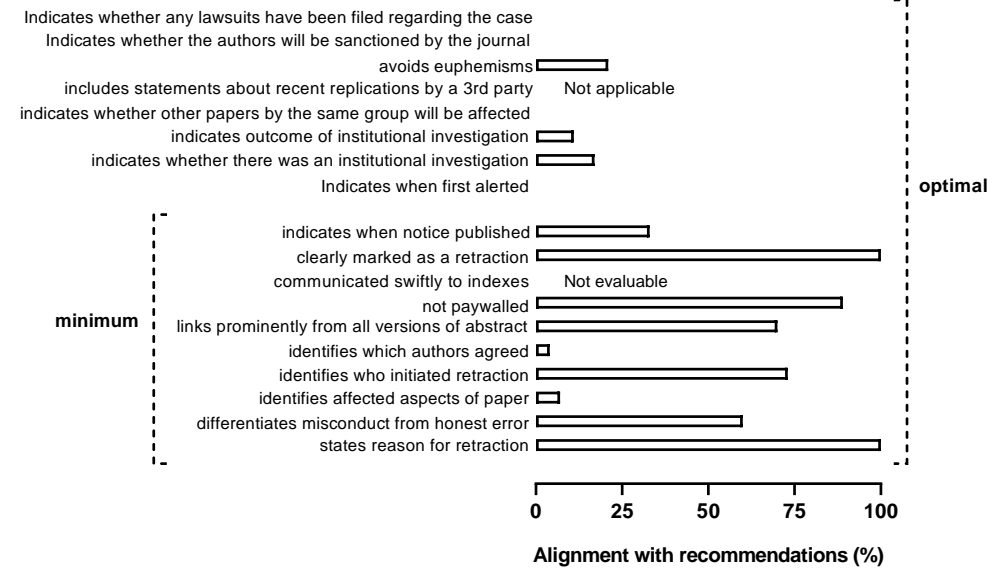 Indicates whether any lawsuits have been filed regarding the case
Indicates whether the authors will be sanctioned by the journal
avoids euphemisms
includes statements about recent replications by a 3rd party Not applicable
indicates whether other papers by the same group will be affected
indicates outcome of institutional investigation
indicates whether there was an institutional investigation
Indicates when first alerted
optimal
indicates when notice published
clearly marked as a retraction
communicated swiftly to indexes Not evaluable
not paywalled
minimum
links prominently from all versions of abstract
identifies which authors agreed
identifies who initiated retraction
identifies affected aspects of paper
differentiates misconduct from honest error
states reason for retraction
0 25 50 75 100
Alignment with recommendations (%)